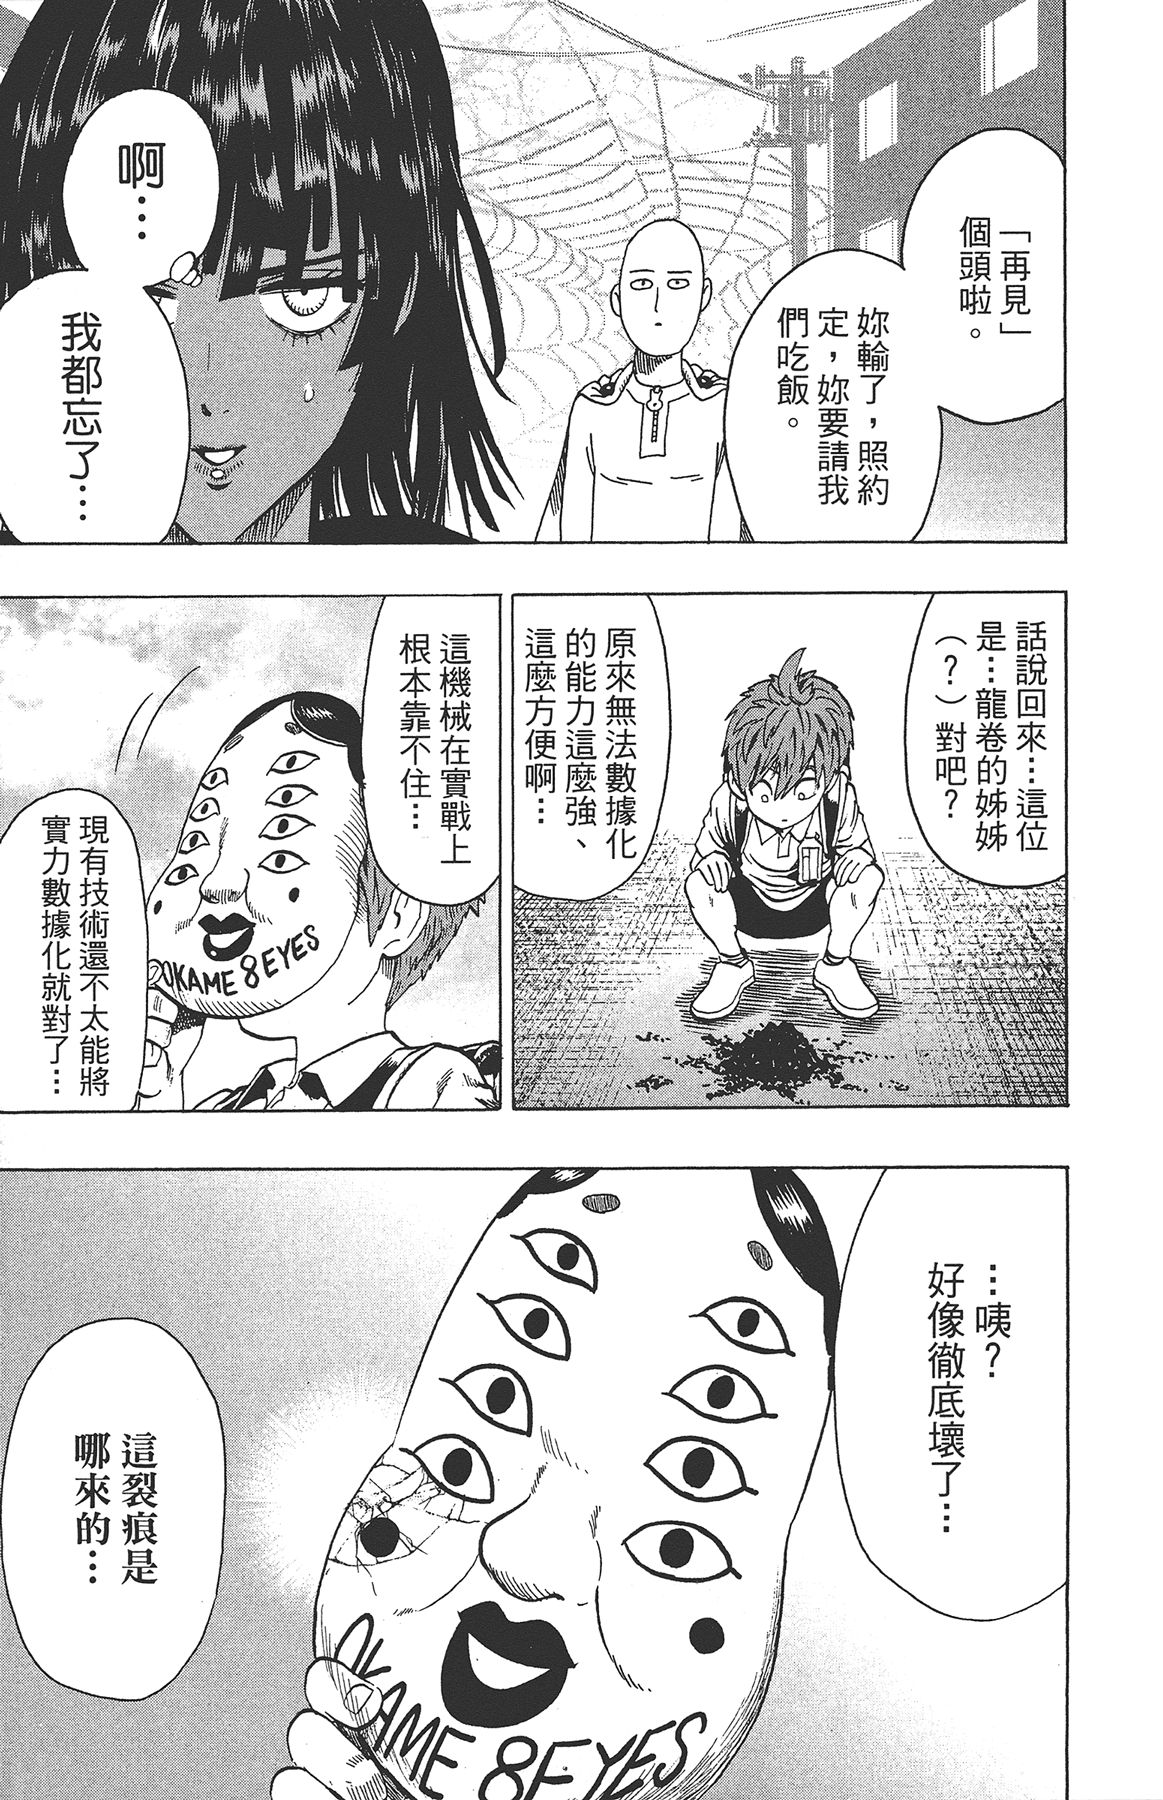 「再見」
個頭啦。
妳輸了，照約
定，妳要請我
們吃飯。
啊…
我都忘了…
話說回來…這位
是…龍卷的姊姊
（？）對吧？
原來無法數據化
的能力這麼強、
這麼方便啊…
這機械在實戰上
根本靠不住…
OKAME 8 EYES
現有技術還不太能將
實力數據化就對了…
…咦？
好像徹底壞了…
OKAME 8 EYES
這裂痕是
哪來的…